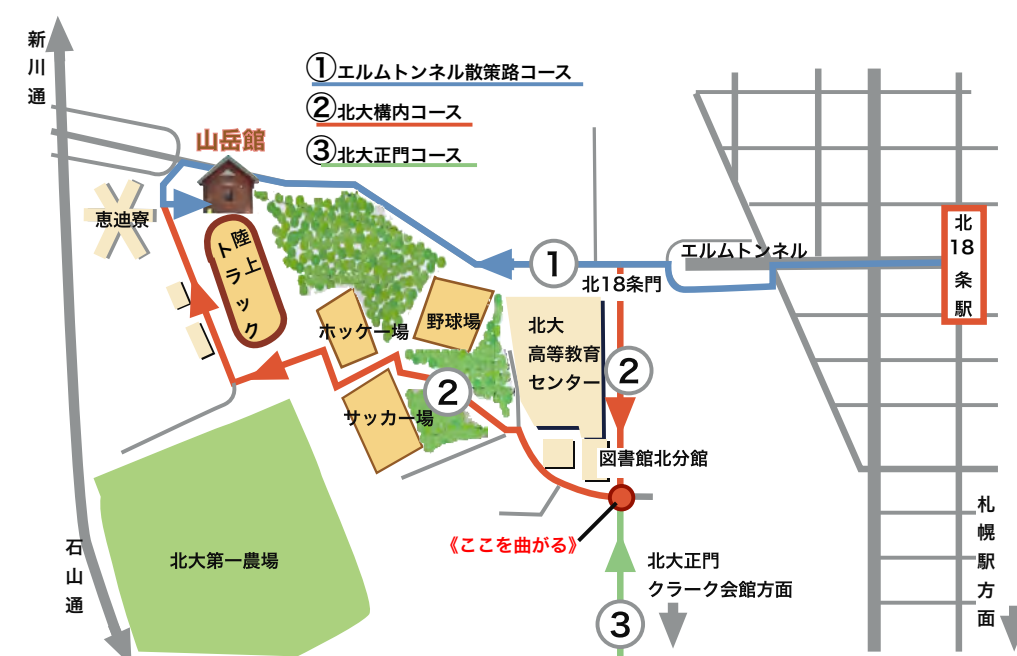 新川通
①エルムトンネル散策路コース
②北大構内コース
③北大正門コース
山岳館
恵迪寮
陸上
トラック
エルムトンネル
北18条駅
①
北18条門
ホッケー場
野球場
北大
高等教育
センター
②
②
サッカー場
図書館北分館
《ここを曲がる》
北大第一農場
石山通
北大正門
クラーク会館方面
③
札幌駅方面